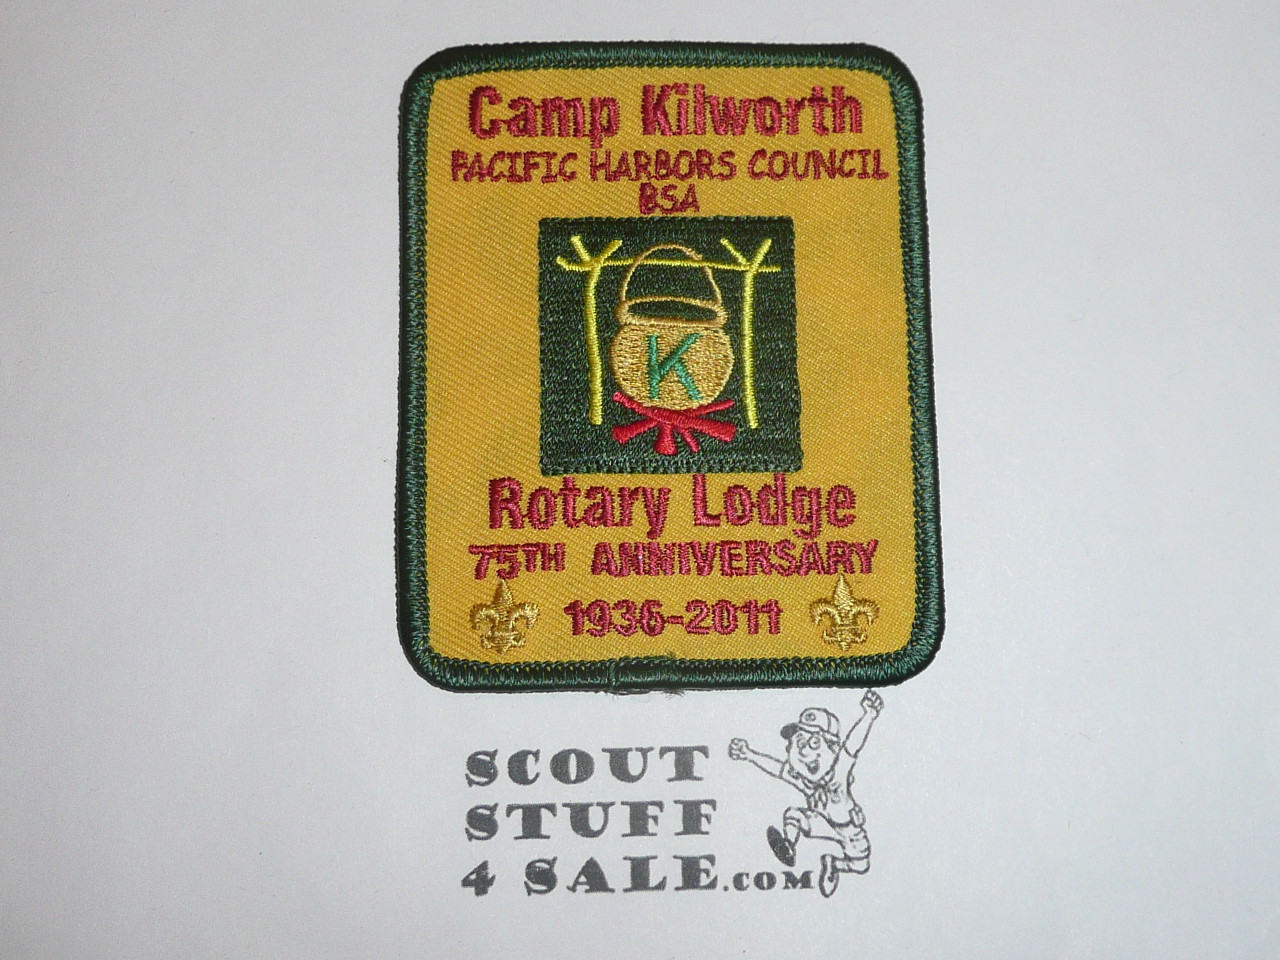 Camp Kilworth
PACIFIC HARBORS COUNCIL
BSA
K
Rotary Lodge
75TH ANNIVERSARY
1936-2011
SCOUT
STUFF
4 SALE.COM